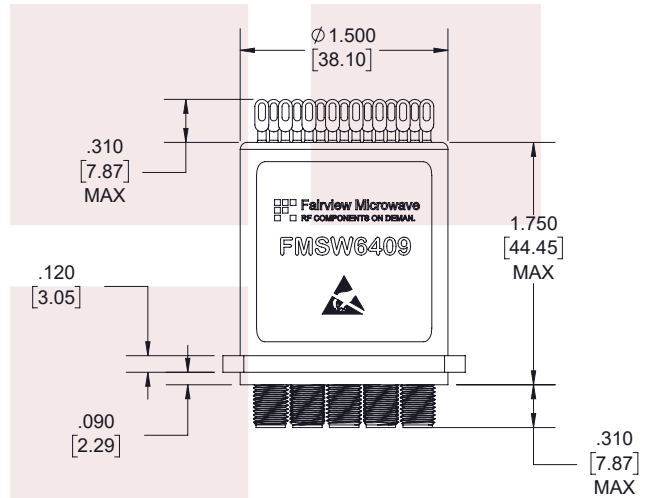 ⌀1.500
[38.10]
.310
[7.87]
MAX
Fairview Microwave
RF COMPONENTS ON DEMAN.
FMSW6409
1.750
[44.45]
MAX
.120
[3.05]
.090
[2.29]
.310
[7.87]
MAX